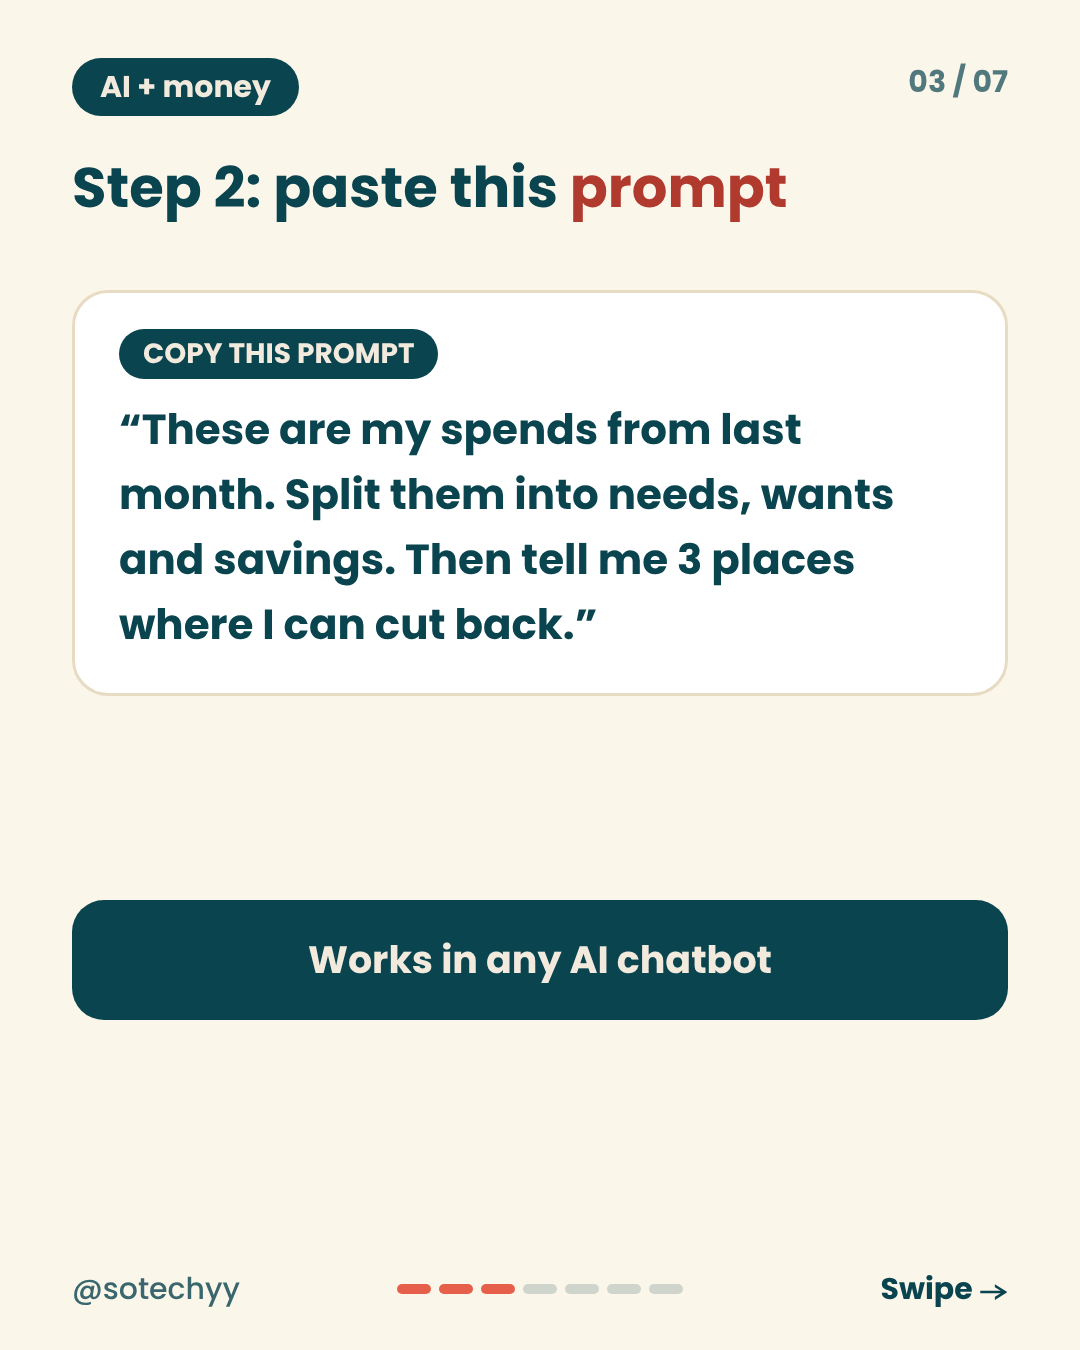 AI + money
03 / 07
Step 2: paste this prompt
COPY THIS PROMPT
“These are my spends from last
month. Split them into needs, wants
and savings. Then tell me 3 places
where I can cut back.”
Works in any AI chatbot
@sotechyy
Swipe →